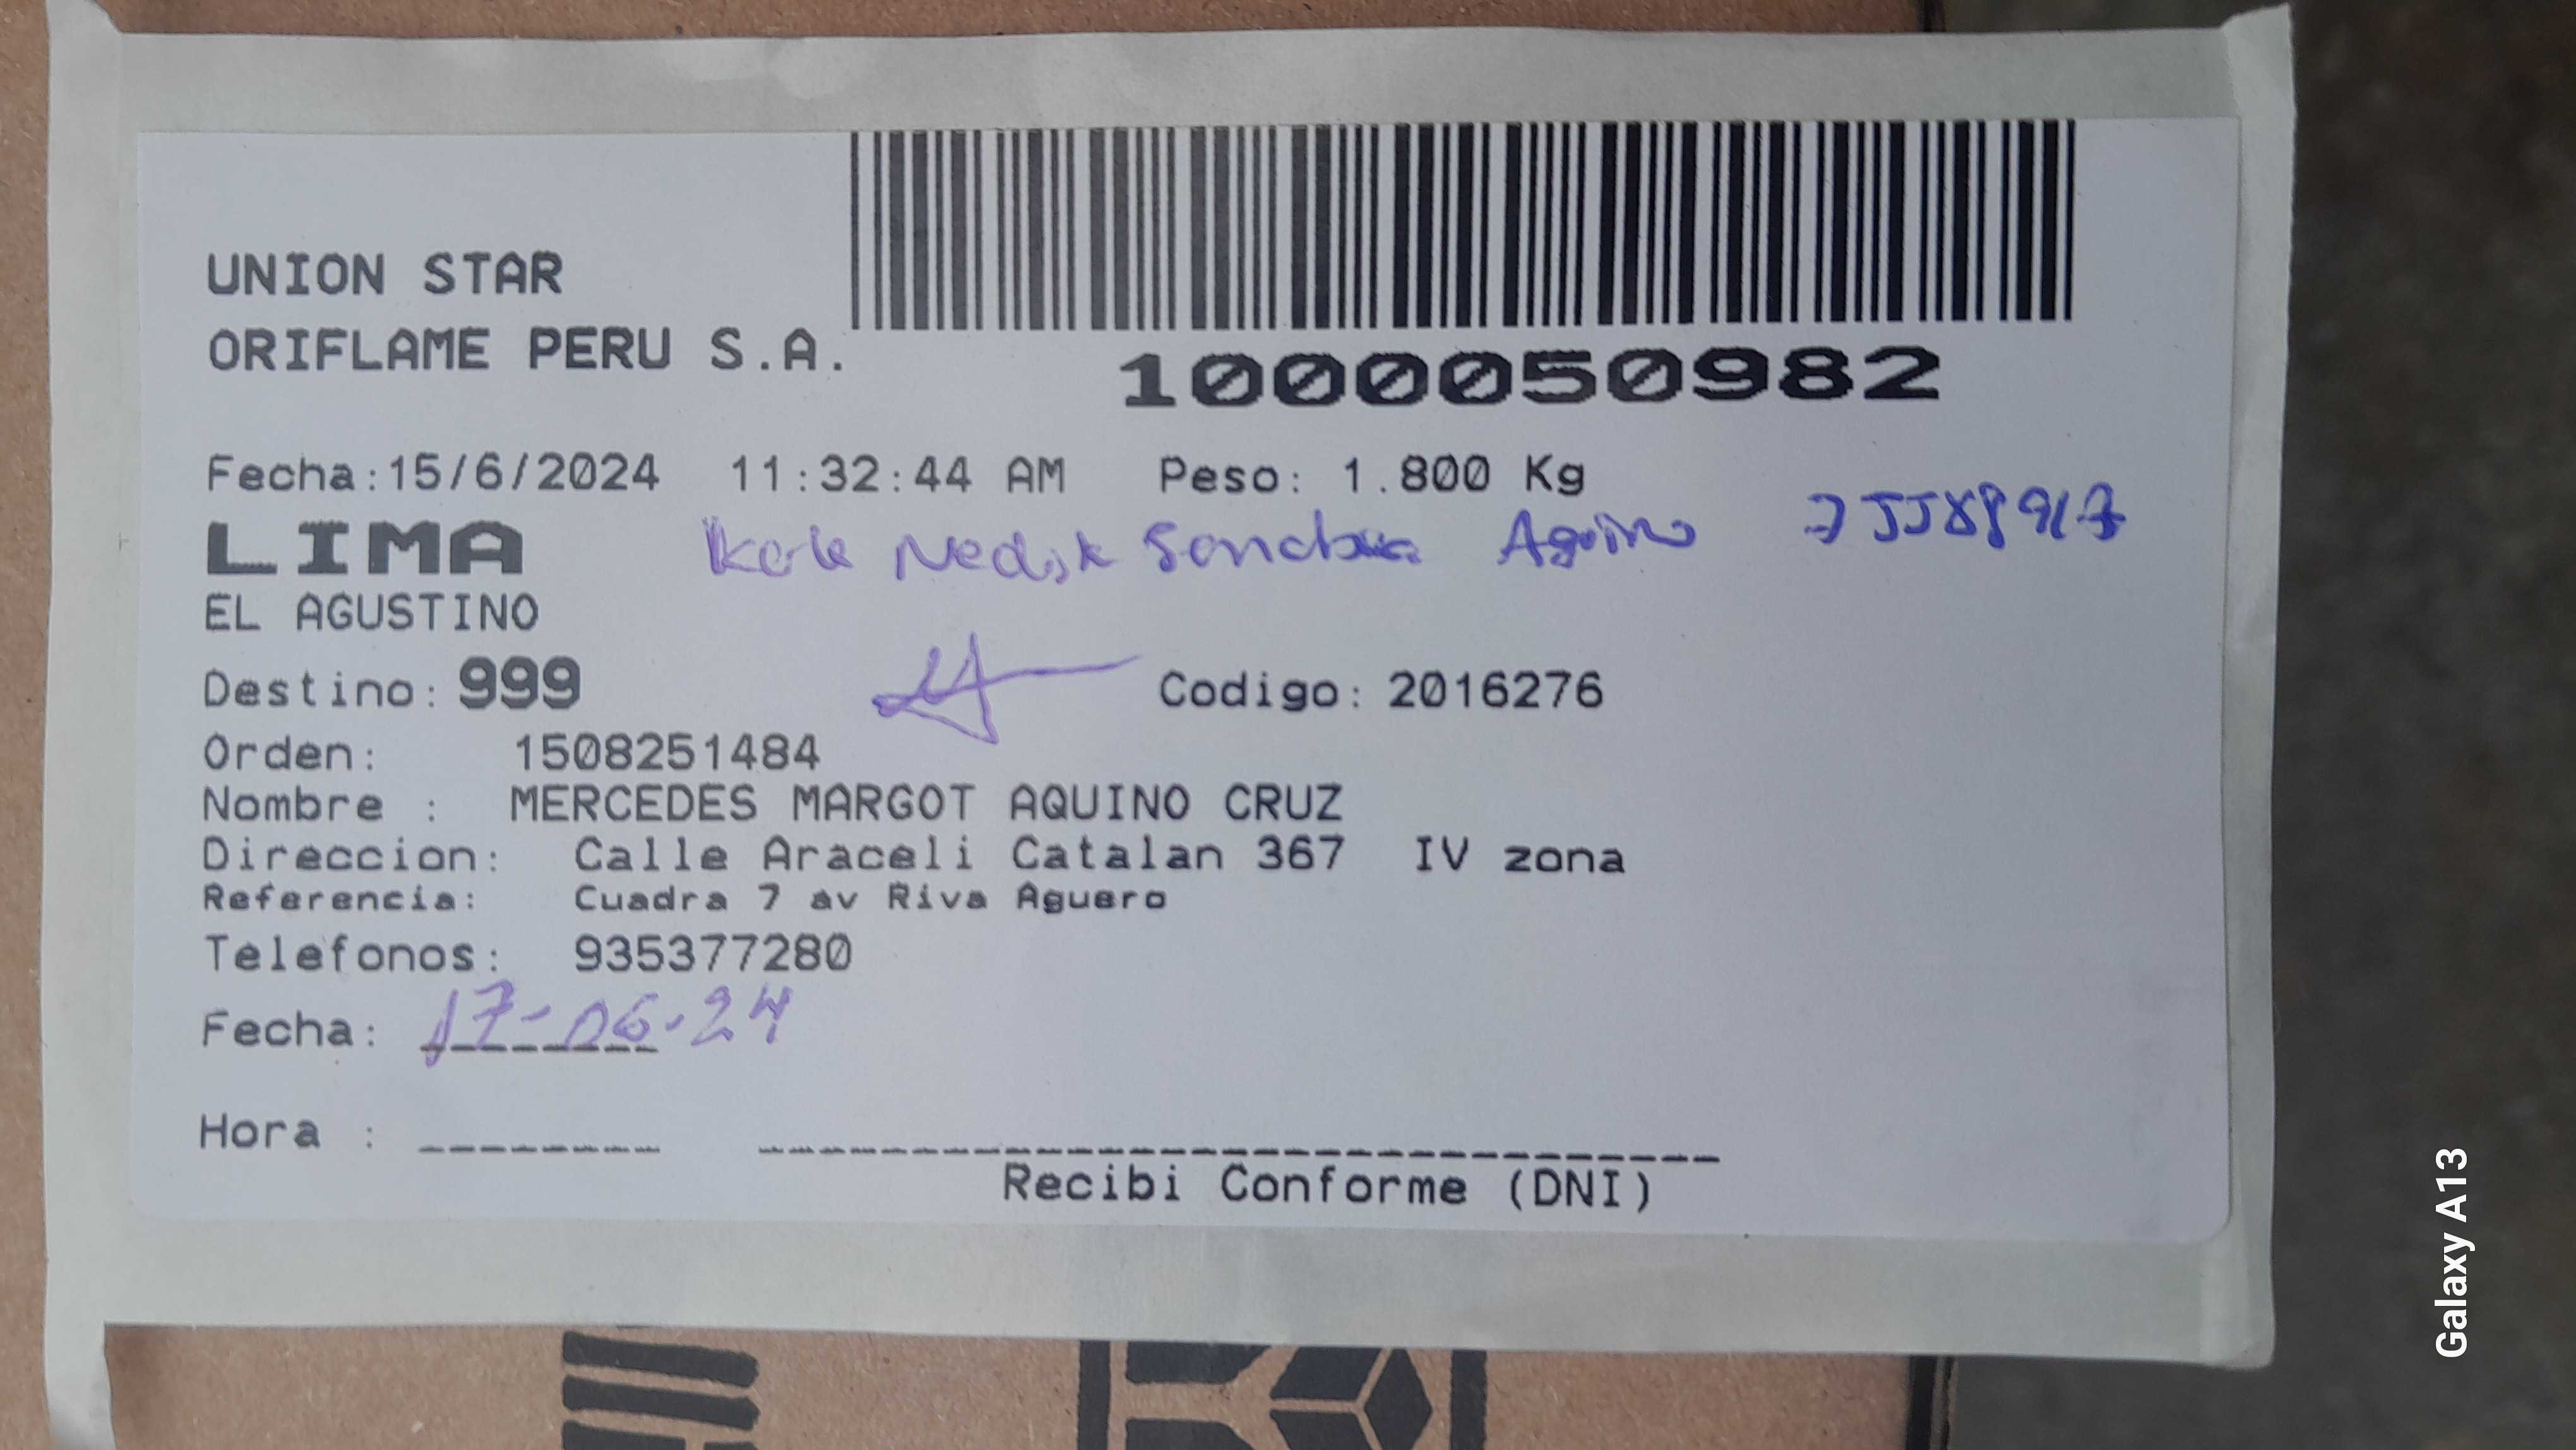 UNION STAR
ORIFLAME PERU S.A.
1000050982
Fecha:15/6/2024 11:32:44 AM Peso: 1.800 Kg
LIMA
Aquino
EL AGUSTINO
Destino: 999 Codigo: 2016276
Orden: 1508251484
Nombre : MERCEDES MARGOT AQUINO CRUZ
Direccion: Calle Araceli Catalan 367 IV zona
Referencia: Cuadra 7 av Riva Aguero
Telefonos: 935377280
Fecha: 17-06-24
Hora :
Recibi Conforme (DNI)
Galaxy A13